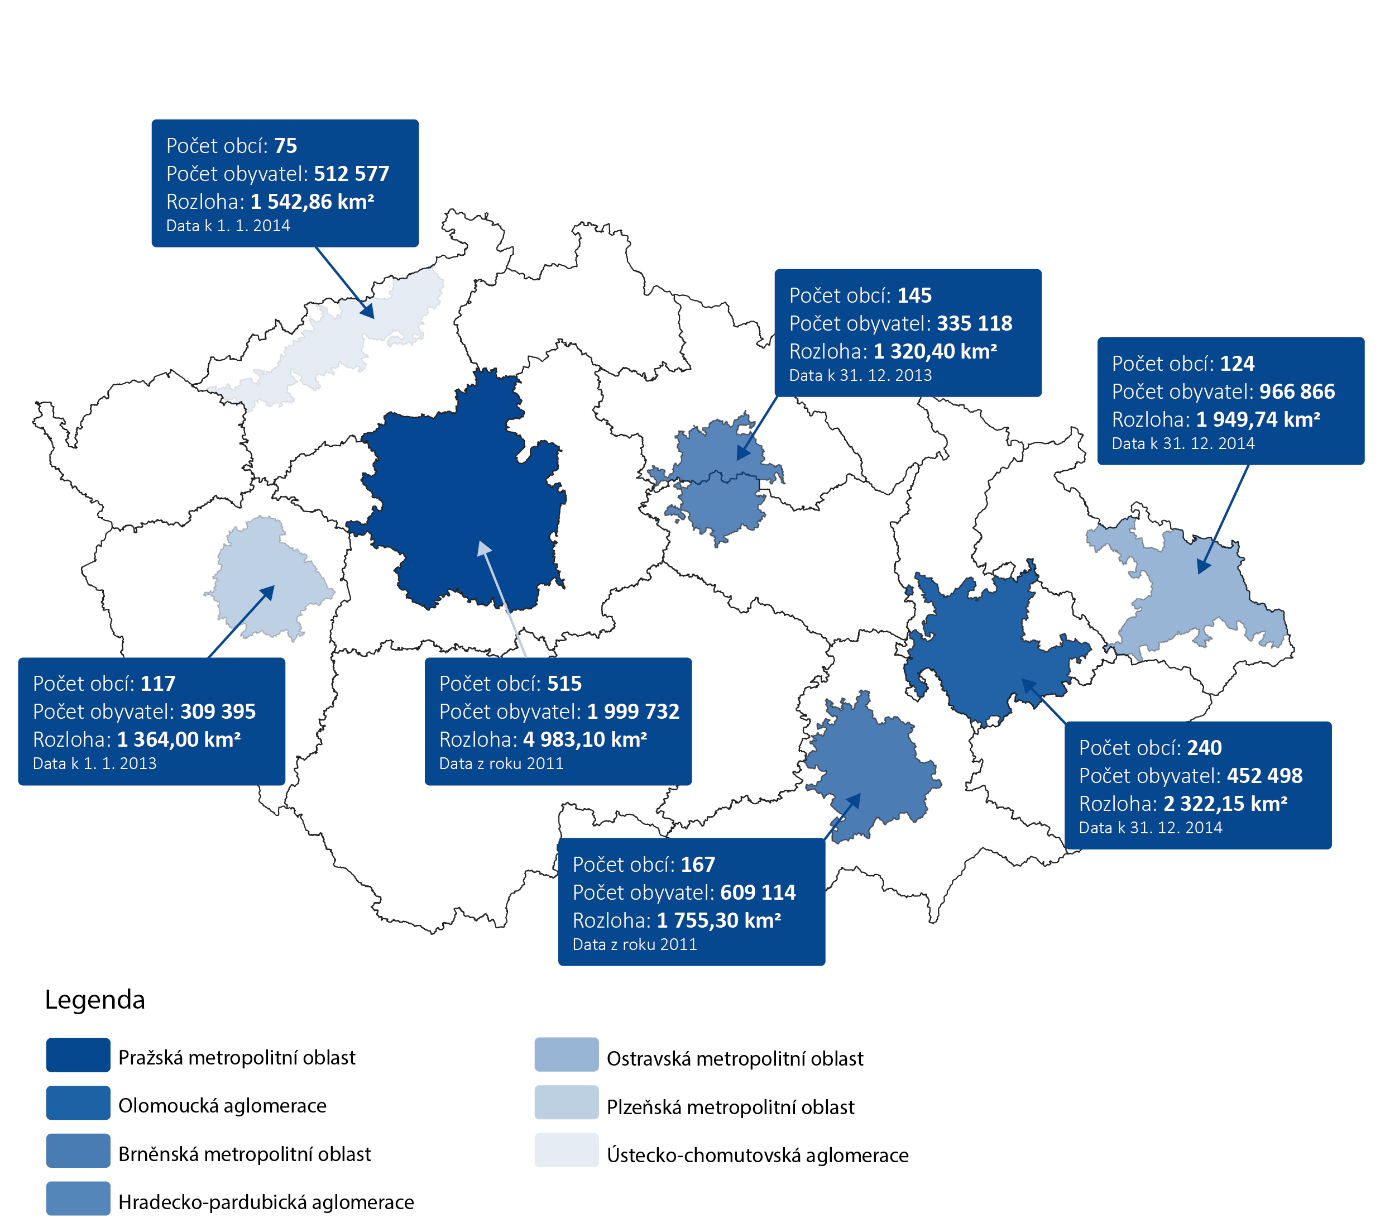 Počet obcí: 75
Počet obyvatel: 512 577
Rozloha: 1 542,86 km²
Data k 1. 1. 2014
Počet obcí: 145
Počet obyvatel: 335 118
Rozloha: 1 320,40 km²
Data k 31. 12. 2013
Počet obcí: 124
Počet obyvatel: 966 866
Rozloha: 1 949,74 km²
Data k 31. 12. 2014
Počet obcí: 117
Počet obyvatel: 309 395
Rozloha: 1 364,00 km²
Data k 1. 1. 2013
Počet obcí: 515
Počet obyvatel: 1 999 732
Rozloha: 4 983,10 km²
Data z roku 2011
Počet obcí: 240
Počet obyvatel: 452 498
Rozloha: 2 322,15 km²
Data k 31. 12. 2014
Počet obcí: 167
Počet obyvatel: 609 114
Rozloha: 1 755,30 km²
Data z roku 2011
Legenda
Pražská metropolitní oblast
Olomoucká aglomerace
Brněnská metropolitní oblast
Hradecko-pardubická aglomerace
Ostravská metropolitní oblast
Plzeňská metropolitní oblast
Ústecko-chomutovská aglomerace